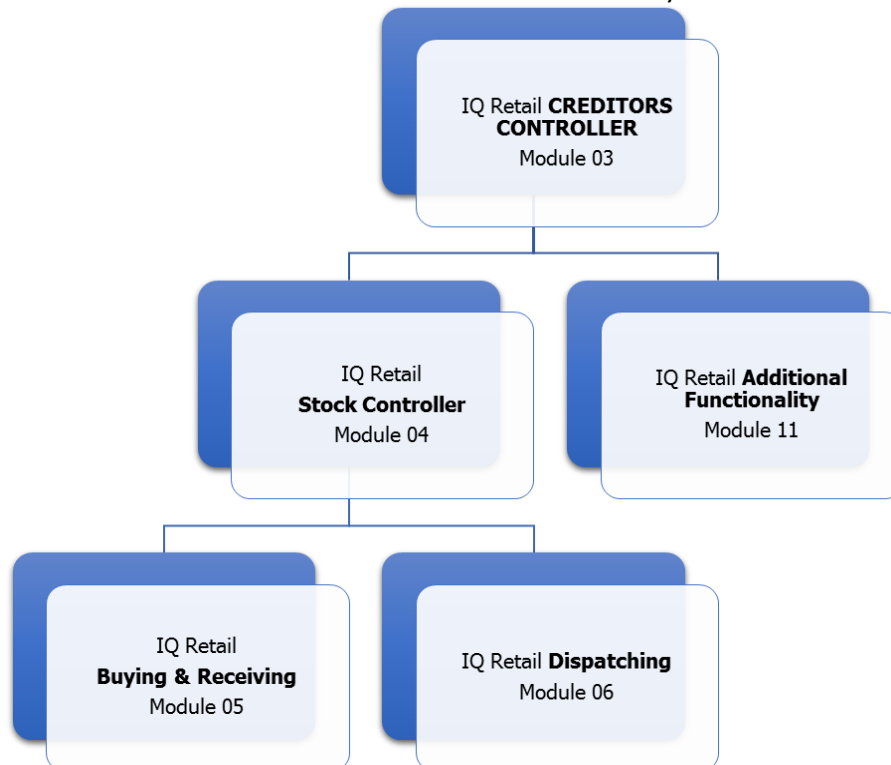 IQ Retail CREDITORS
CONTROLLER
Module 03
IQ Retail
Stock Controller
Module 04
IQ Retail Additional
Functionality
Module 11
IQ Retail
Buying & Receiving
Module 05
IQ Retail Dispatching
Module 06